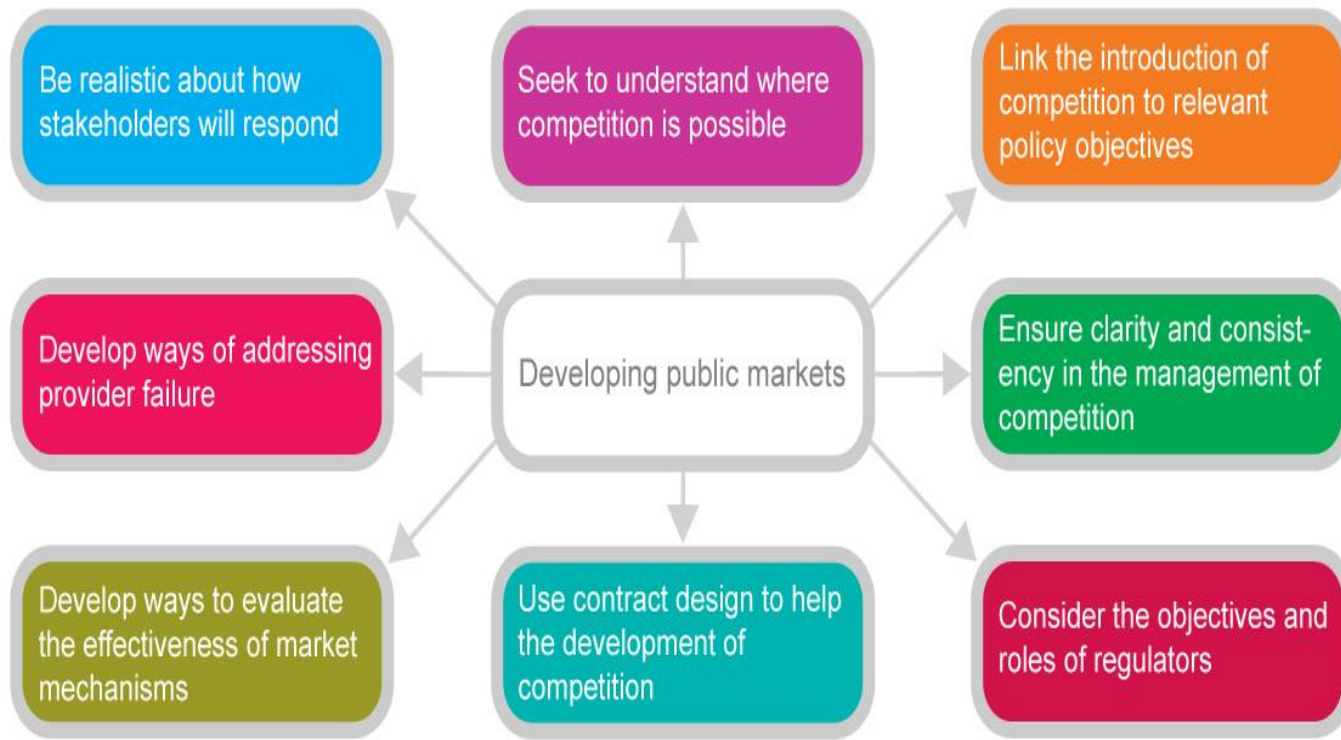 Be realistic about how
stakeholders will respond
Seek to understand where
competition is possible
Link the introduction of
competition to relevant
policy objectives
Develop ways of addressing
provider failure
Developing public markets
Ensure clarity and consist-
ency in the management of
competition
Develop ways to evaluate
the effectiveness of market
mechanisms
Use contract design to help
the development of
competition
Consider the objectives and
roles of regulators